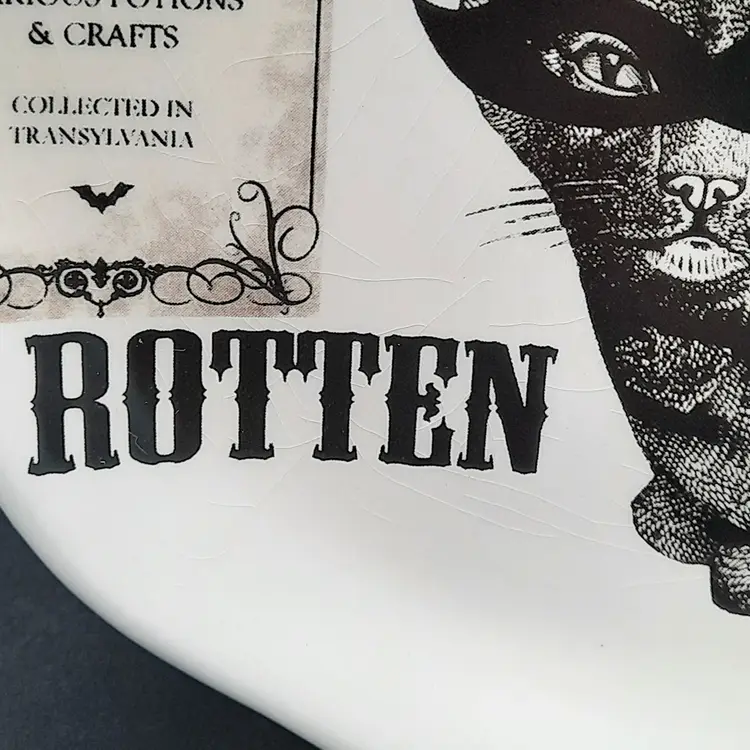 & CRAFTS
COLLECTED IN
TRANSYLVANIA
ROTTEN